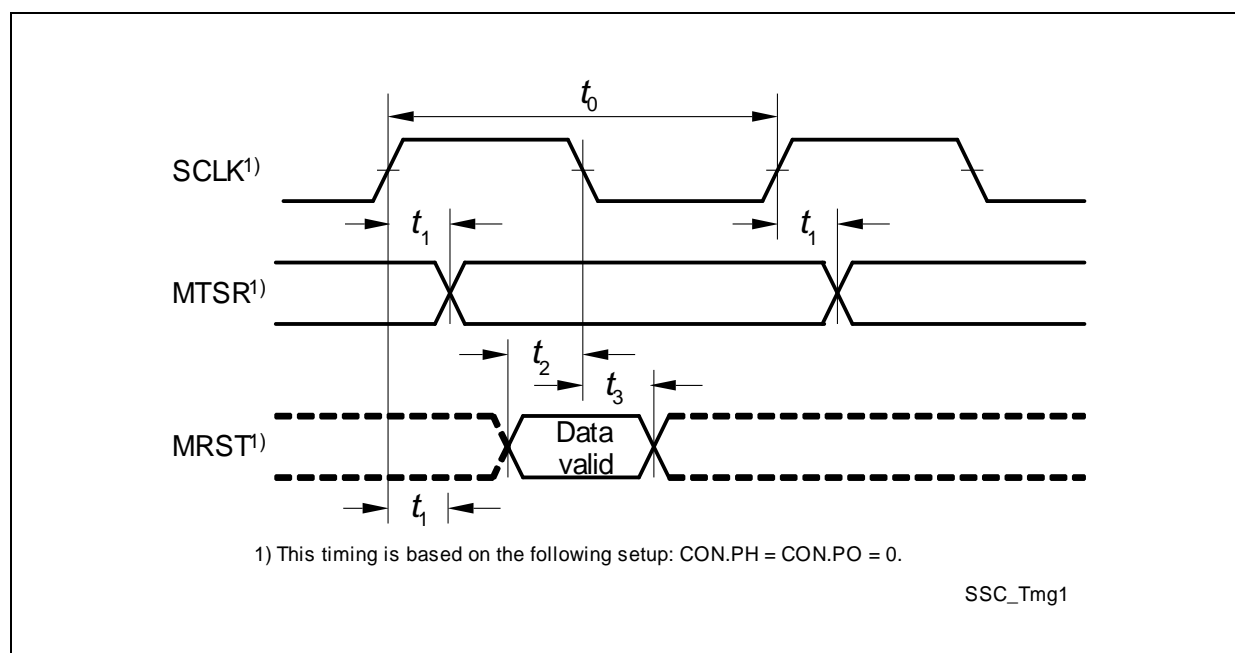 t0
SCLK1)
t1 t1
MTSR1)
t2
t3
MRST1) Data
valid
t1
1) This timing is based on the following setup: CON.PH = CON.PO = 0.
SSC_Tmg1